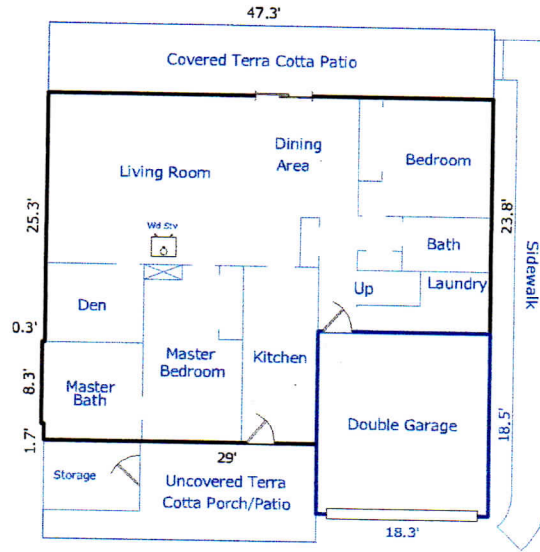 47.3'
Covered Terra Cotta Patio
Dining
Area
Bedroom
Living Room
25.3'
23.8'
Wd Stv
Bath
Sidewalk
Up
Laundry
Den
0.3'
Master
Bedroom
Kitchen
8.3'
Master
Bath
Double Garage
18.5'
1.7'
29'
Storage
Uncovered Terra
Cotta Porch/Patio
18.3'